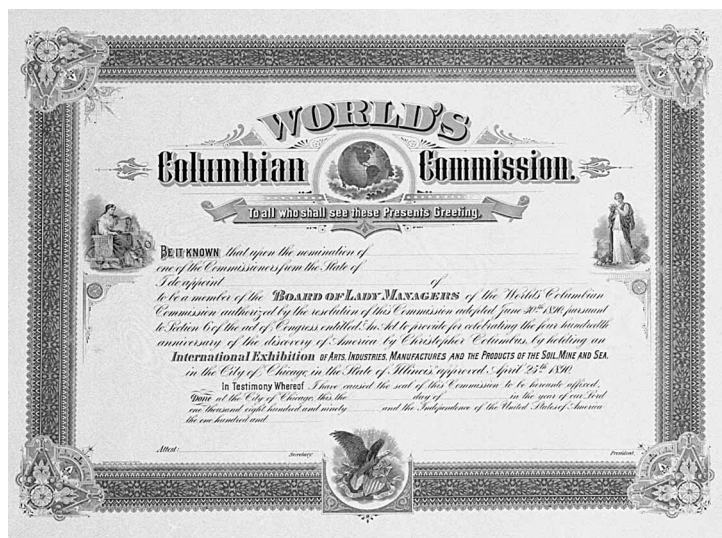 WORLD'S
Columbian Commission.
To all who shall see these Presents Greeting,
BE IT KNOWN that upon the nomination of
one of the Commissioners from the State of
I do appoint of
to be a member of the BOARD OF LADY MANAGERS of the World's Columbian
Commission authorized by the resolution of this Commission adopted June 30th 1890 pursuant
to Section 6 of the act of Congress entitled "An Act to provide for celebrating the four hundredth
anniversary of the discovery of America by Christopher Columbus, by holding an
International Exhibition OF ARTS, INDUSTRIES, MANUFACTURES AND THE PRODUCTS OF THE SOIL, MINE AND SEA,
in the City of Chicago, in the State of Illinois," approved April 25th 1890.
In Testimony Whereof I have caused the seal of this Commission to be hereunto affixed,
Done at the City of Chicago, this the day of in the year of our Lord
one thousand eight hundred and ninety and the Independence of the United States of America
the one hundred and
Attest: Secretary. President.